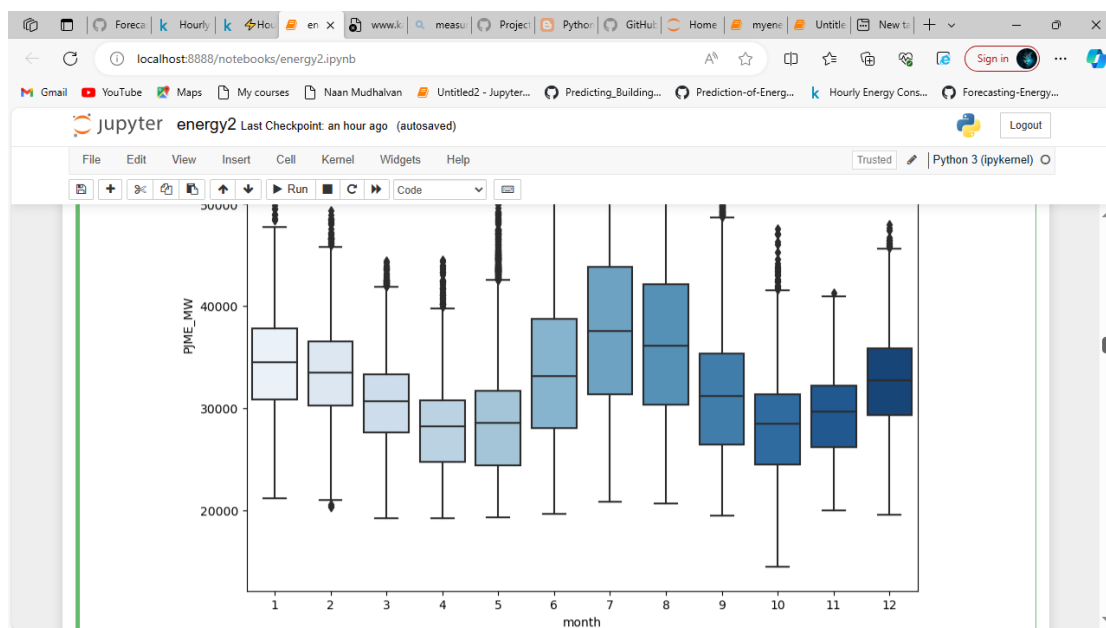 Foreca Hourly Hou en www.k measu Project Pythor GitHub Home myene Untitle New ta
localhost:8888/notebooks/energy2.ipynb Sign in
Gmail YouTube Maps My courses Naan Mudhalvan Untitled2 - Jupyter... Predicting_Building... Prediction-of-Energ... Hourly Energy Cons... Forecasting-Energy...
jupyter energy2 Last Checkpoint: an hour ago (autosaved) Logout
File Edit View Insert Cell Kernel Widgets Help Trusted Python 3 (ipykernel)
Run Code
50000
40000
30000
20000
PJME_MW
1 2 3 4 5 6 7 8 9 10 11 12
month